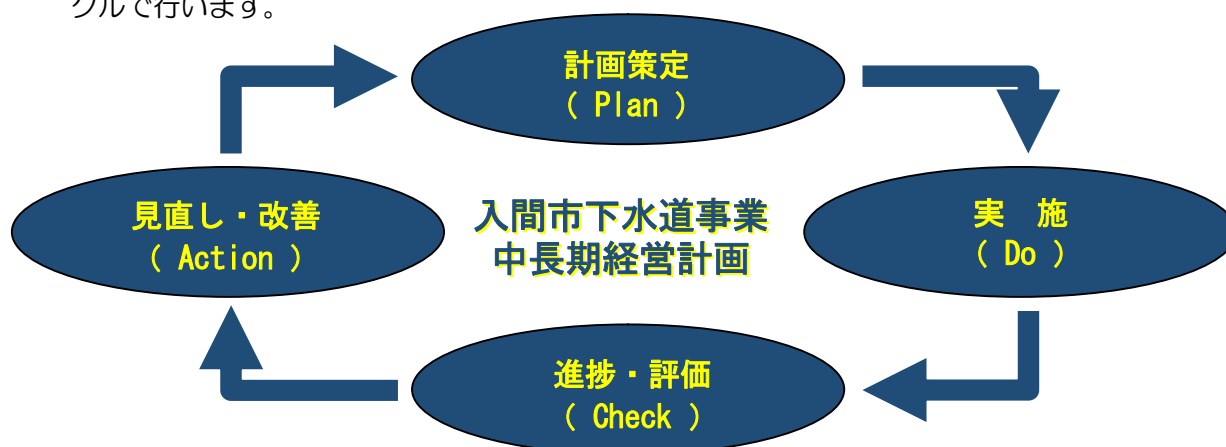 クルで行います。
計画策定
( Plan )
見直し・改善
( Action )
入間市下水道事業
中長期経営計画
実　施
( Do )
進捗・評価
( Check )